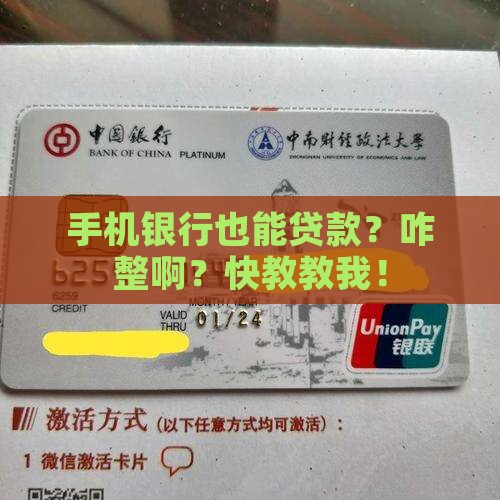 中國銀行
BANK OF CHINA PLATINUM
中南财经政法大学
ZHONGNAN UNIVERSITY OF ECONOMICS AND LAW
手机银行也能贷款？咋
整啊？快教教我！
6259
CREDIT
MONTH / YEAR
VALID
THRU
01/24
UnionPay
银联
激活方式（以下任意方式均可激活）：
1 微信激活卡片